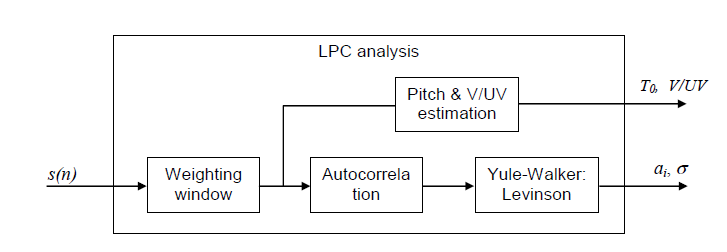 LPC analysis
Pitch & V/UV
estimation
T₀, V/UV
s(n)
Weighting
window
Autocorrela
tion
Yule-Walker:
Levinson
aᵢ, σ